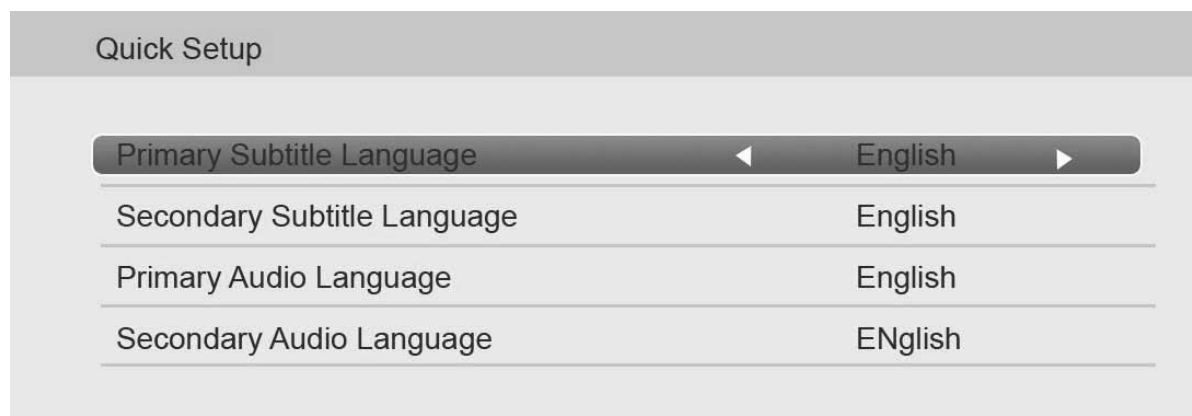 Quick Setup
Primary Subtitle Language English
Secondary Subtitle Language English
Primary Audio Language English
Secondary Audio Language ENglish